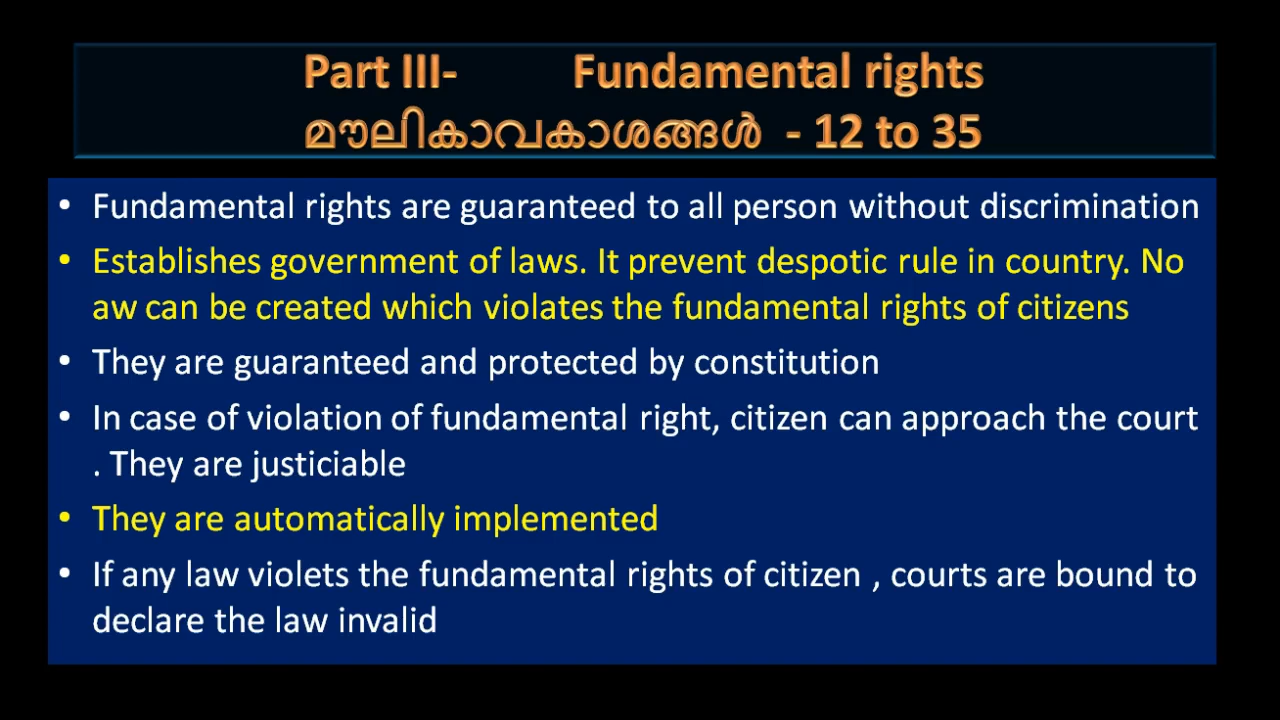 Part III- Fundamental rights
മൗലികാവകാശങ്ങൾ - 12 to 35
• Fundamental rights are guaranteed to all person without discrimination
• Establishes government of laws. It prevent despotic rule in country. No
aw can be created which violates the fundamental rights of citizens
• They are guaranteed and protected by constitution
• In case of violation of fundamental right, citizen can approach the court
. They are justiciable
• They are automatically implemented
• If any law violets the fundamental rights of citizen , courts are bound to
declare the law invalid